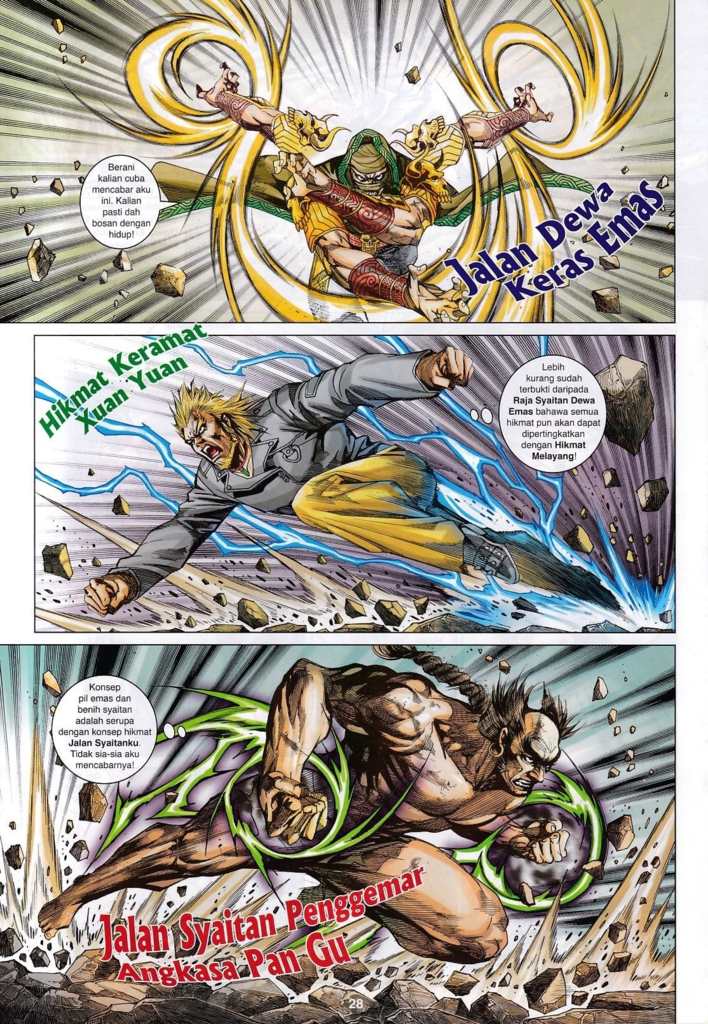 Berani
kalian cuba
mencabar aku
ini. Kalian
pasti dah
bosan dengan
hidup!
Jalan Dewa
Keras Emas
Hikmat Keramat
Xuan Yuan
Lebih
kurang sudah
terbukti daripada
Raja Syaitan Dewa
Emas bahawa semua
hikmat pun akan dapat
dipertingkatkan
dengan Hikmat
Melayang!
Konsep
pil emas dan
benih syaitan
adalah serupa
dengan konsep hikmat
Jalan Syaitanku.
Tidak sia-sia aku
mencabarnya!
Jalan Syaitan Penggemar
Angkasa Pan Gu
28